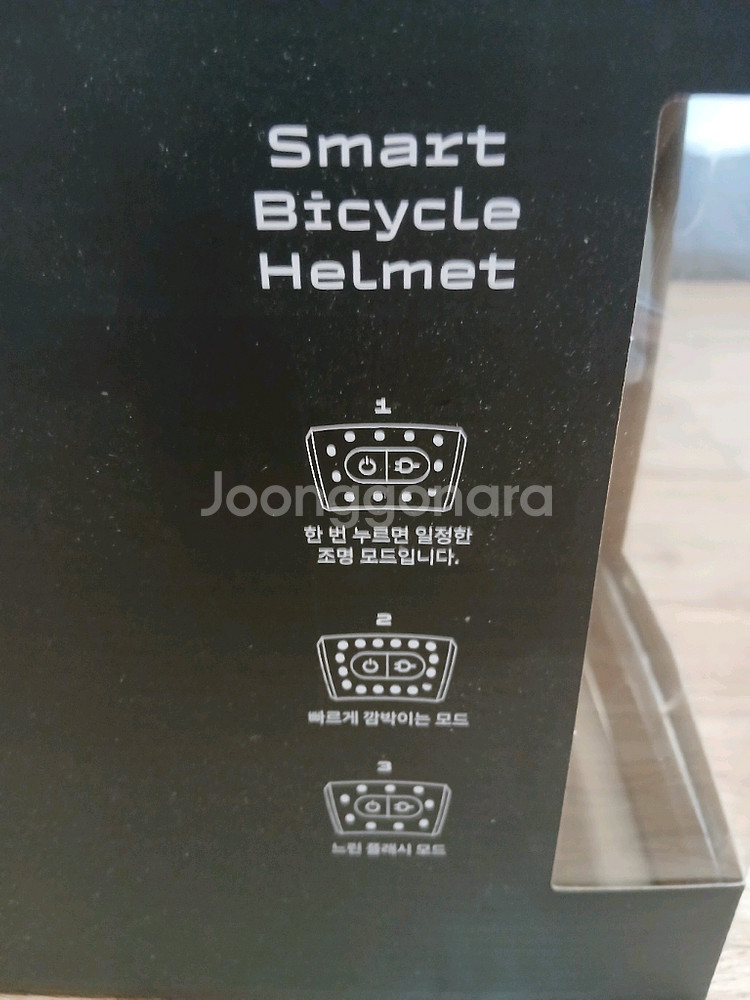 Smart
Bicycle
Helmet
1
Joonggonara
한 번 누르면 일정한
조명 모드입니다.
2
빠르게 깜박이는 모드
3
느린 플래시 모드